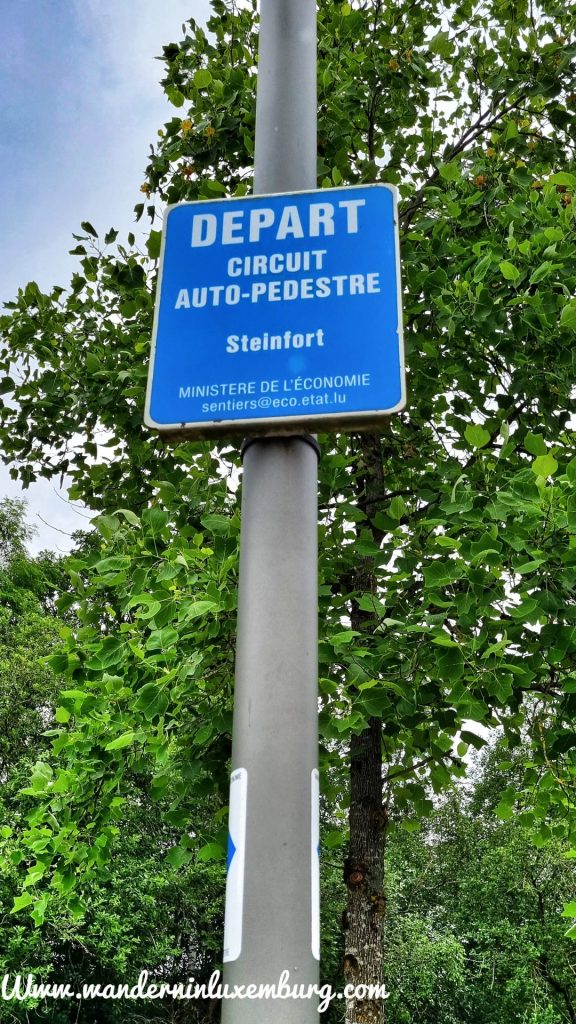 DEPART
CIRCUIT
AUTO-PEDESTRE
Steinfort
MINISTERE DE L'ÉCONOMIE
sentiers@eco.etat.lu
Www.wanderninluxemburg.com